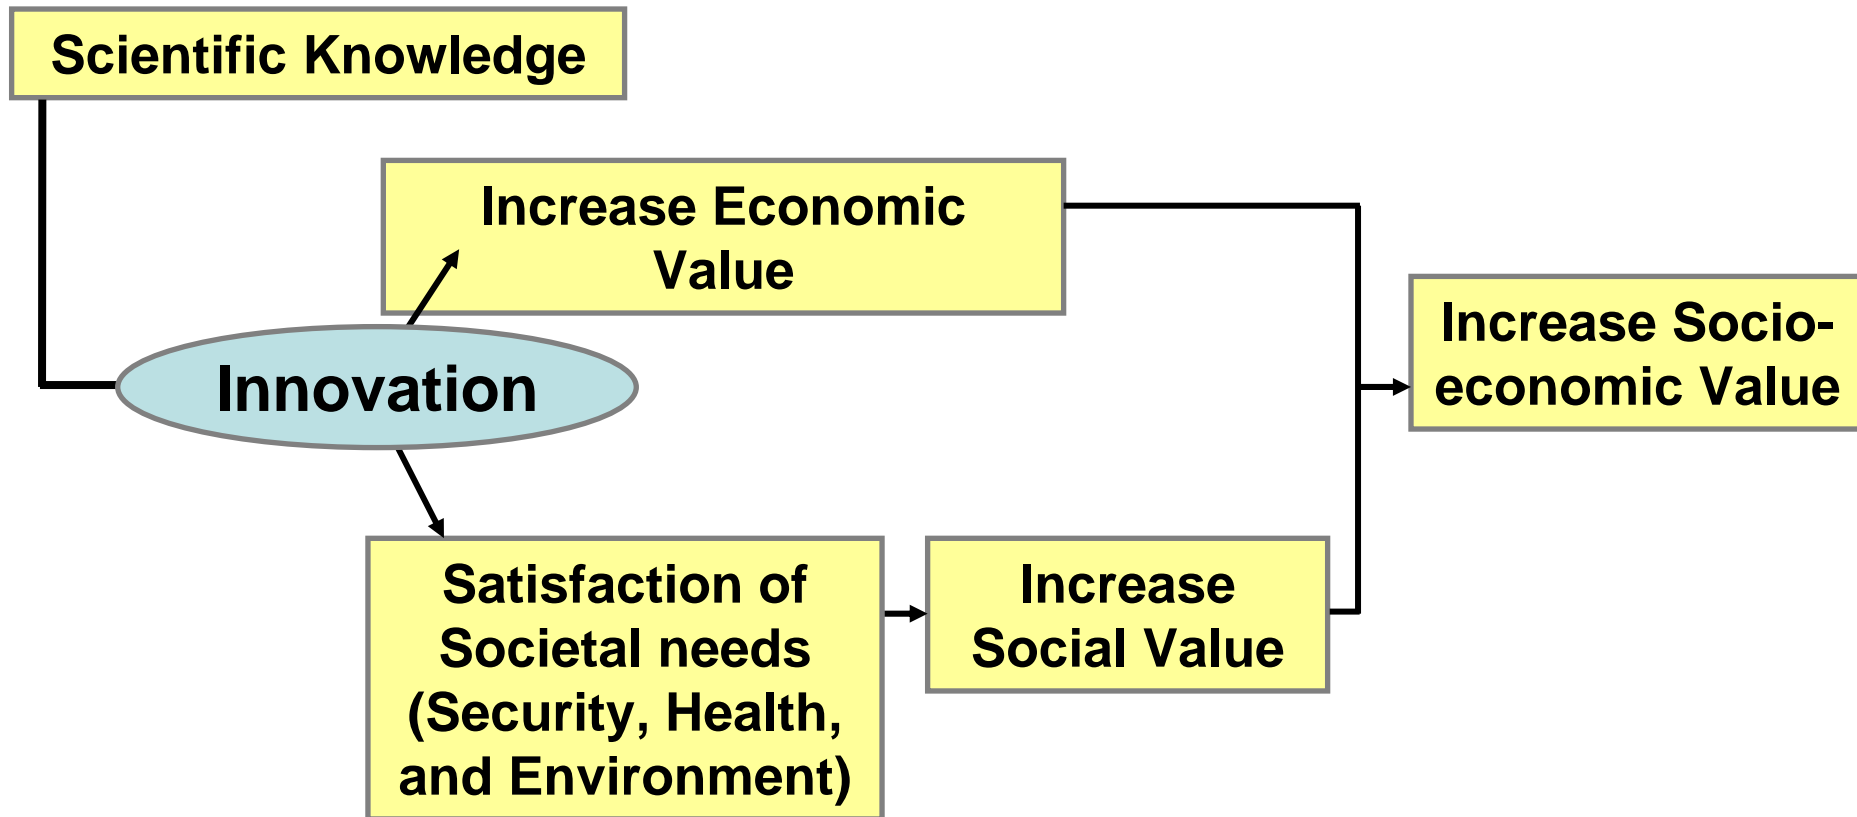 Scientific Knowledge
Increase Economic
Value
Increase Socio-
economic Value
Innovation
Satisfaction of
Societal needs
(Security, Health,
and Environment)
Increase
Social Value